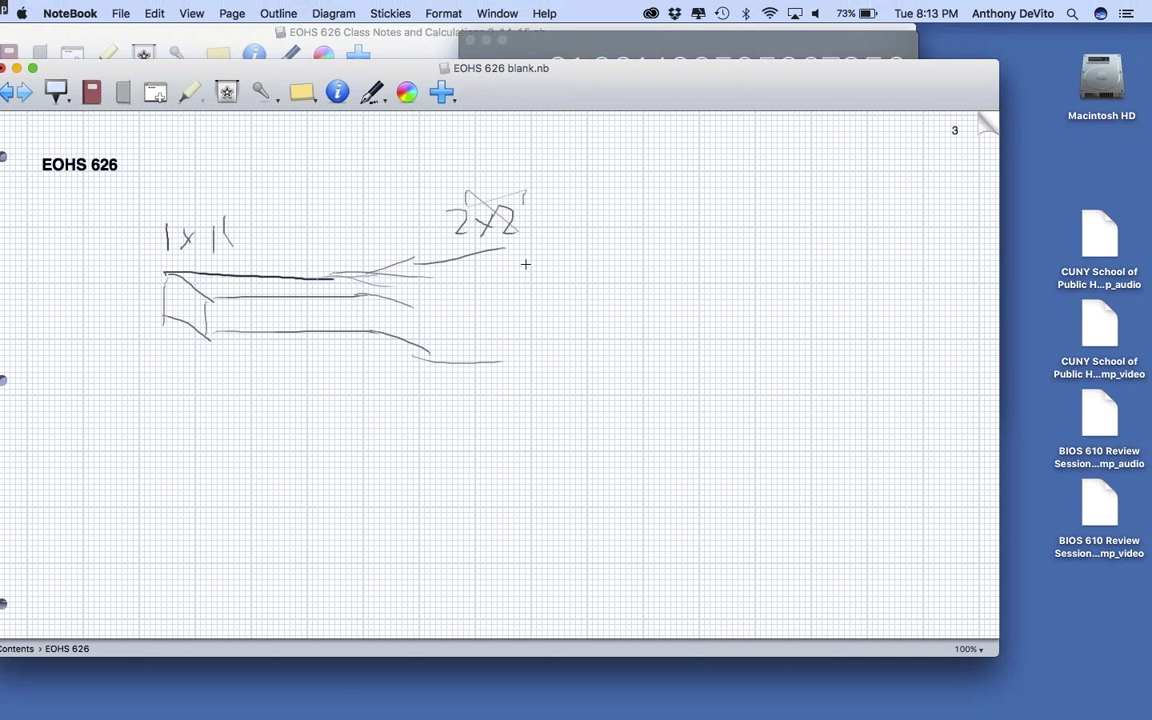 NoteBook File Edit View Page Outline Diagram Stickies Format Window Help 73% Tue 8:13 PM Anthony DeVito
EOHS 626 Class Notes and Calculations
EOHS 626 blank.nb
Macintosh HD
3
EOHS 626
2x2
1x1
CUNY School of
Public H...p_audio
CUNY School of
Public H...mp_video
BIOS 610 Review
Session...mp_audio
BIOS 610 Review
Session...mp_video
Contents › EOHS 626
100%